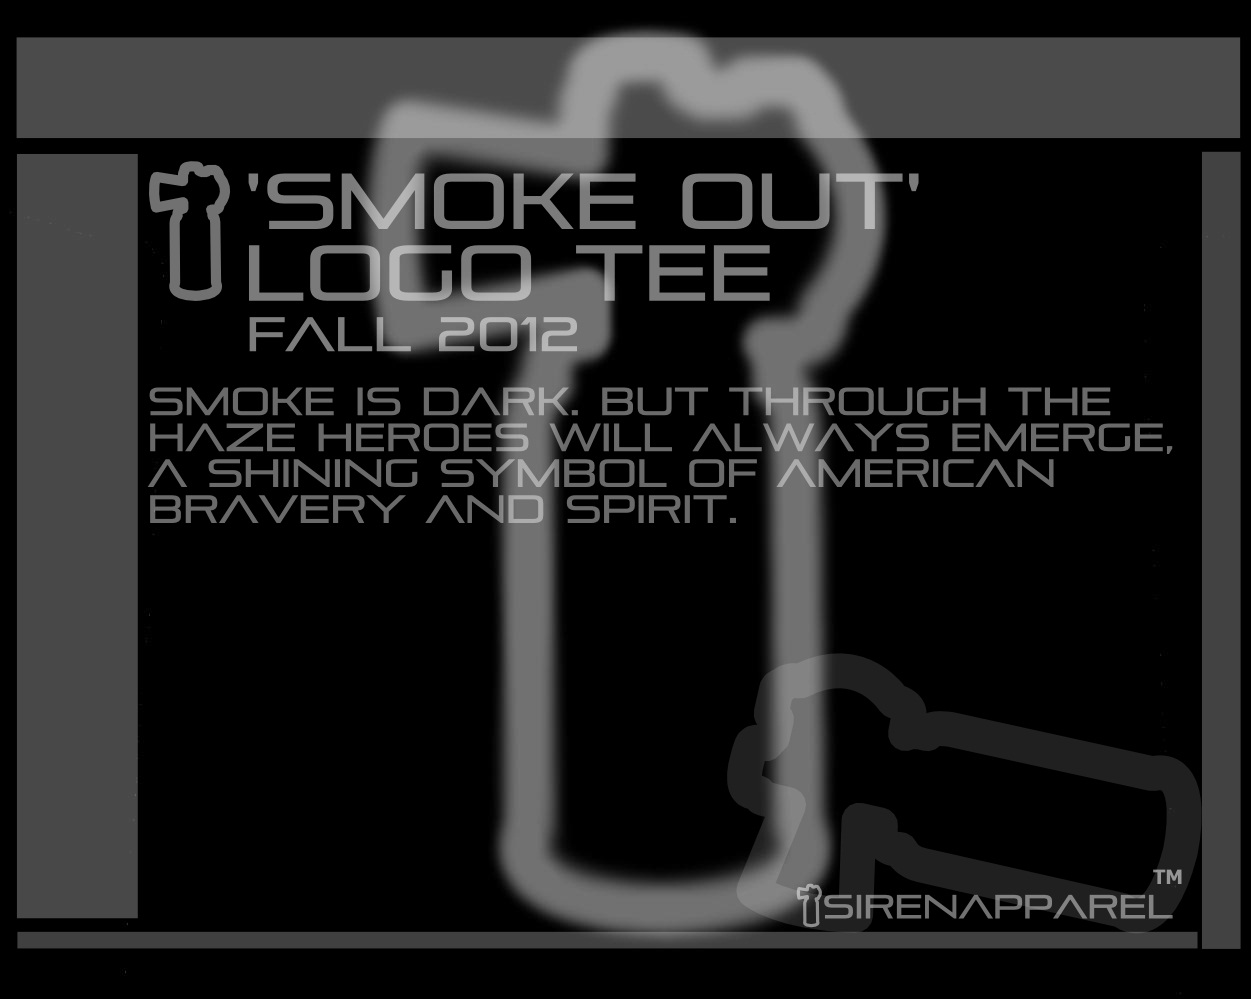 'SMOKE OUT'
LOGO TEE
FALL 2012
SMOKE IS DARK. BUT THROUGH THE
HAZE HEROES WILL ALWAYS EMERGE,
A SHINING SYMBOL OF AMERICAN
BRAVERY AND SPIRIT.
SIRENAPPAREL™